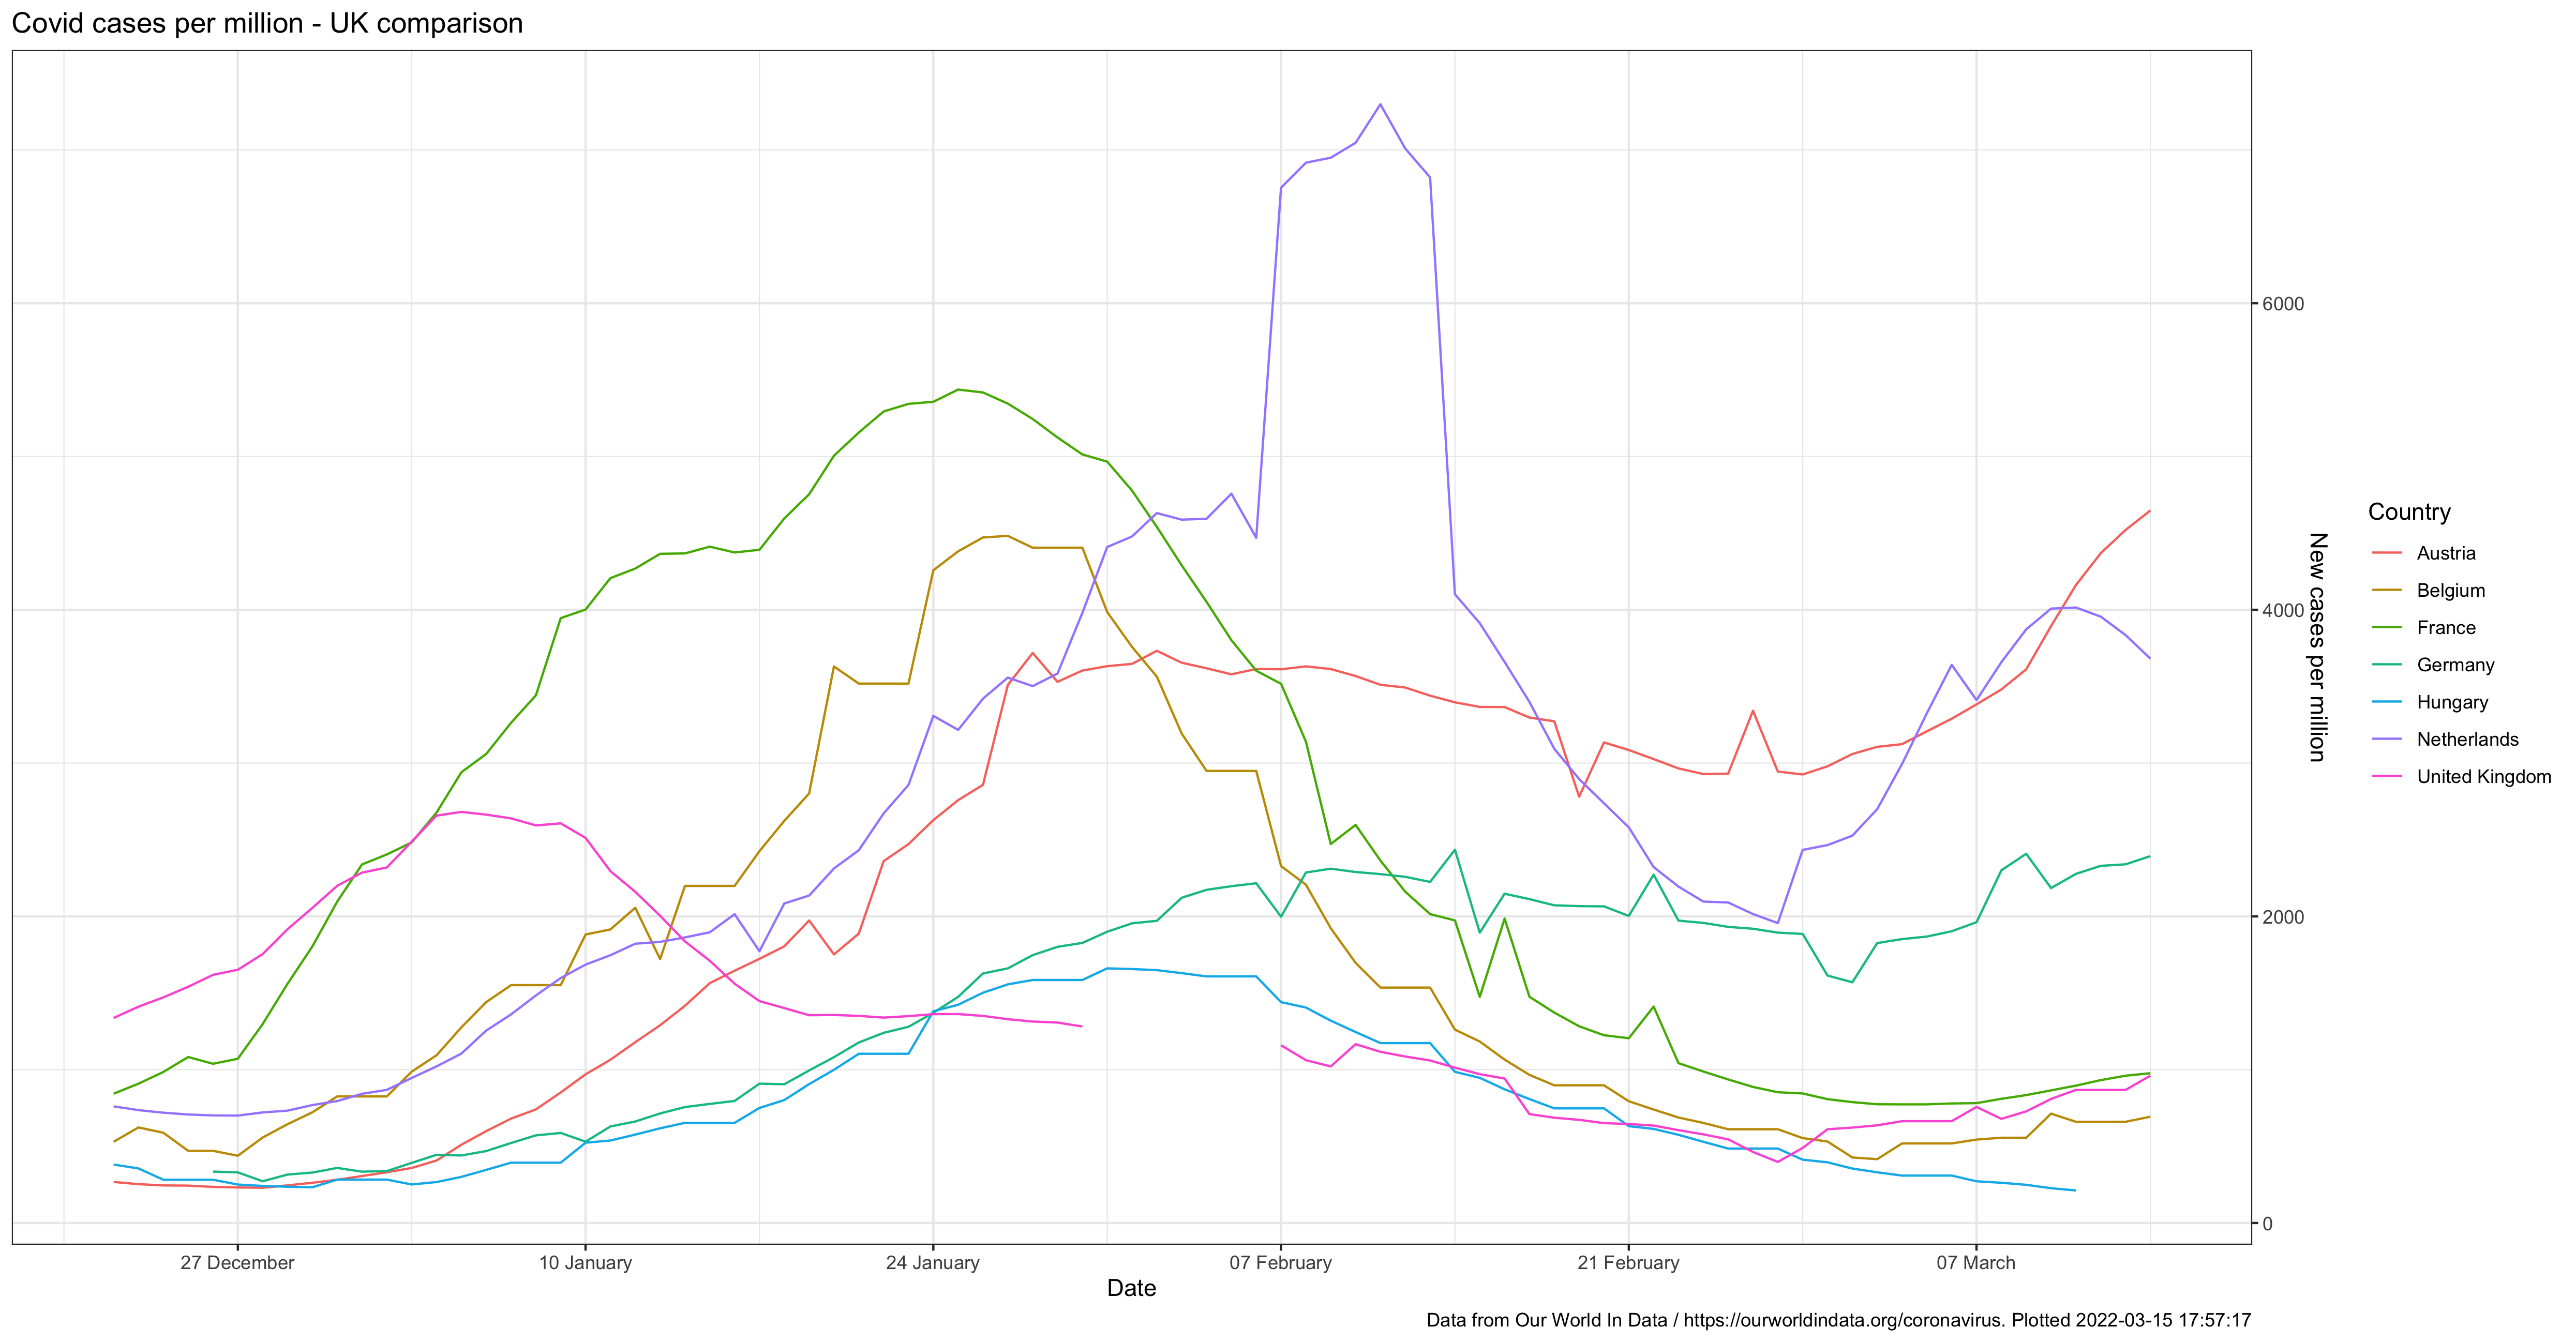 Covid cases per million - UK comparison
6000
4000
2000
0
New cases per million
27 December
10 January
24 January
07 February
21 February
07 March
Date
Country
Austria
Belgium
France
Germany
Hungary
Netherlands
United Kingdom
Data from Our World In Data / https://ourworldindata.org/coronavirus. Plotted 2022-03-15 17:57:17